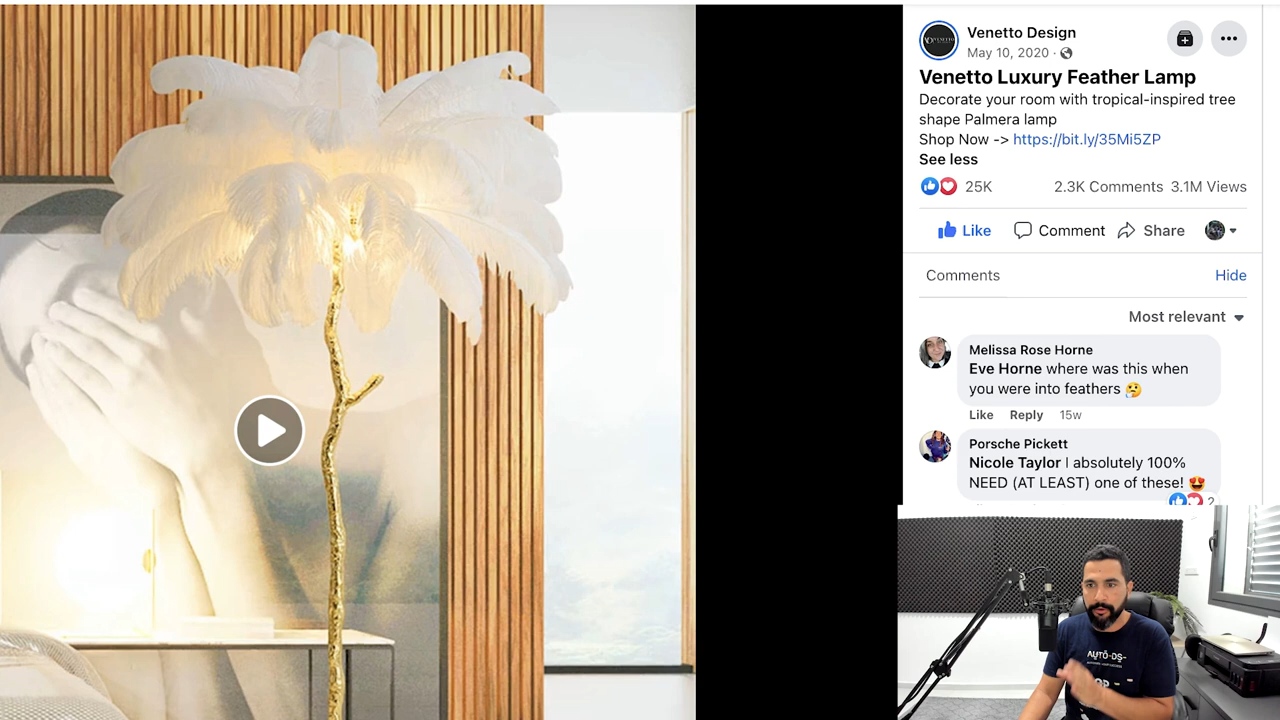 Venetto Design
May 10, 2020 ·
Venetto Luxury Feather Lamp
Decorate your room with tropical-inspired tree
shape Palmera lamp
Shop Now -> https://bit.ly/35Mi5ZP
See less
25K 2.3K Comments 3.1M Views
Like Comment Share
Comments Hide
Most relevant
Melissa Rose Horne
Eve Horne where was this when
you were into feathers 🤔
Like Reply 15w
Porsche Pickett
Nicole Taylor I absolutely 100%
NEED (AT LEAST) one of these! 😍
2
AUTO-DS-